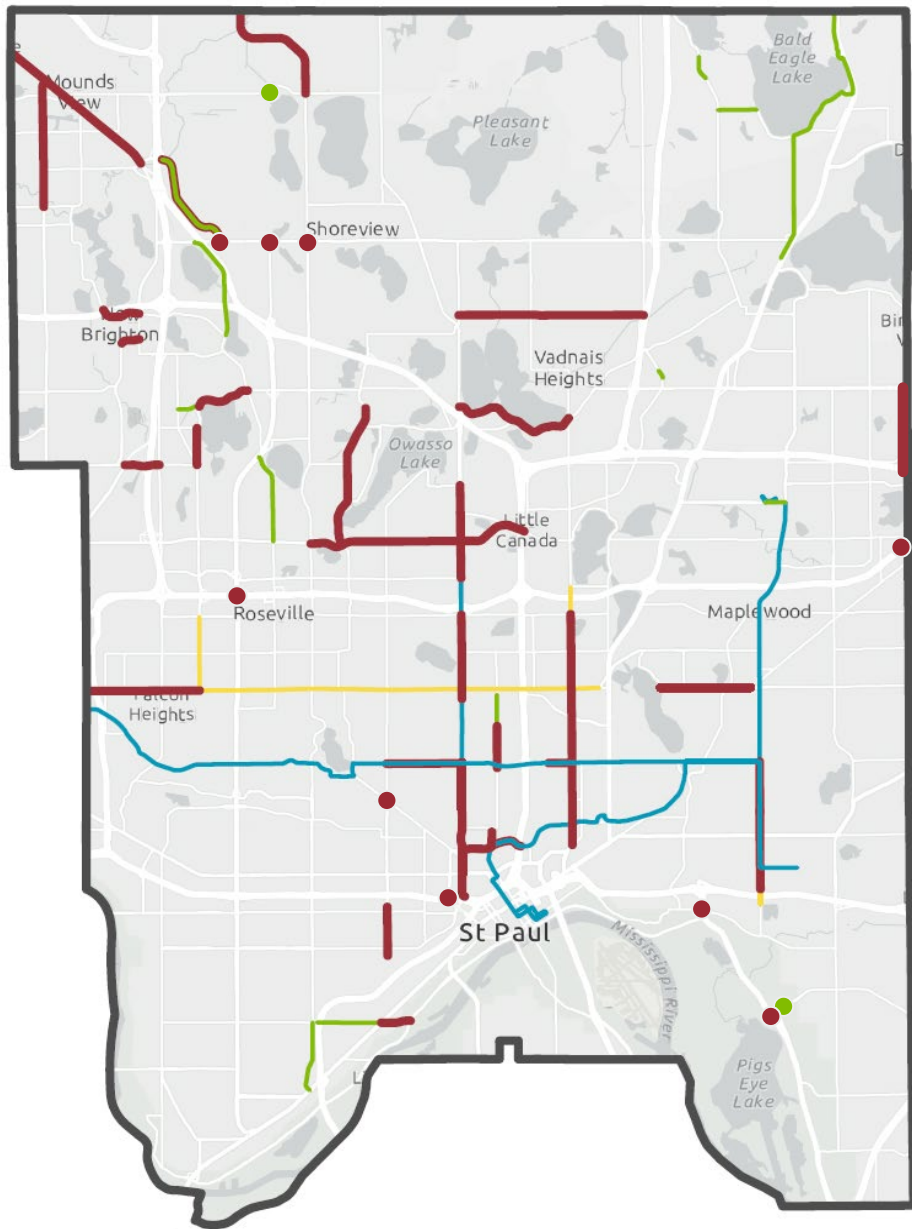 Bald
Eagle
Lake
Mounds
View
Pleasant
Lake
Shoreview
New
Brighton
Vadnais
Heights
Owasso
Lake
Little
Canada
Roseville
Maplewood
Falcon
Heights
St Paul
Mississippi River
Pigs
Eye
Lake